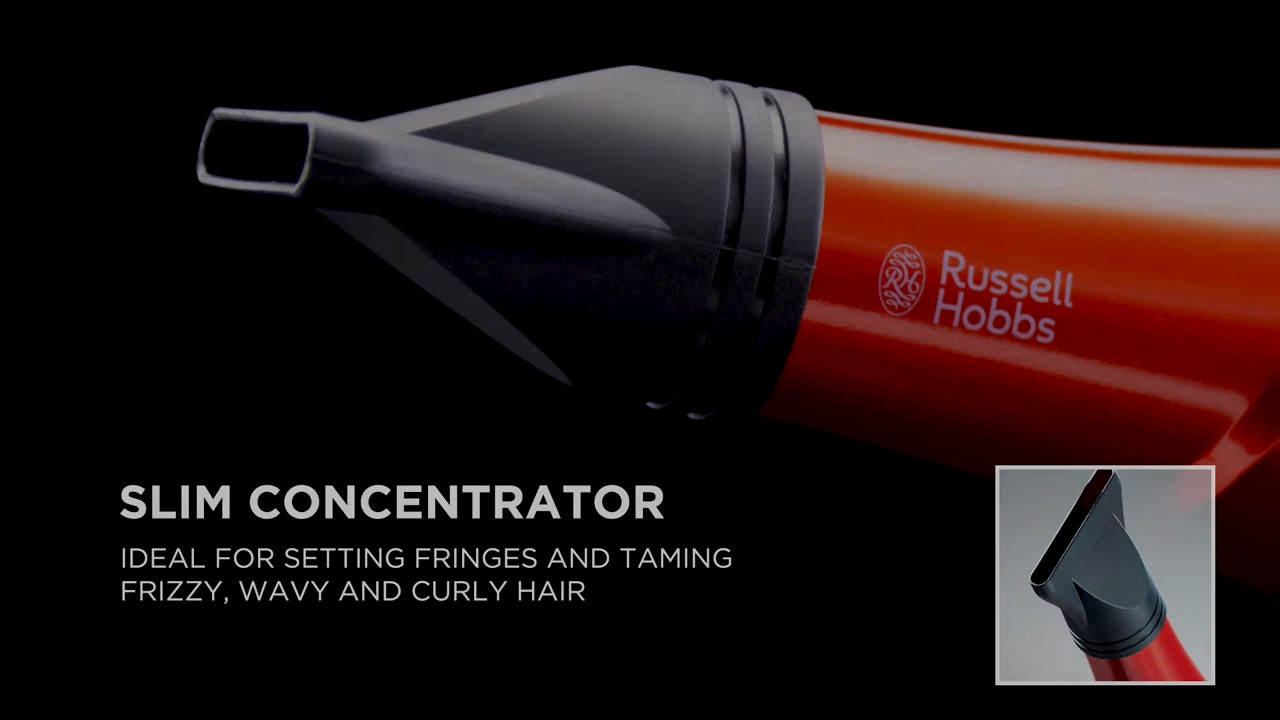 Russell
Hobbs
SLIM CONCENTRATOR
IDEAL FOR SETTING FRINGES AND TAMING
FRIZZY, WAVY AND CURLY HAIR